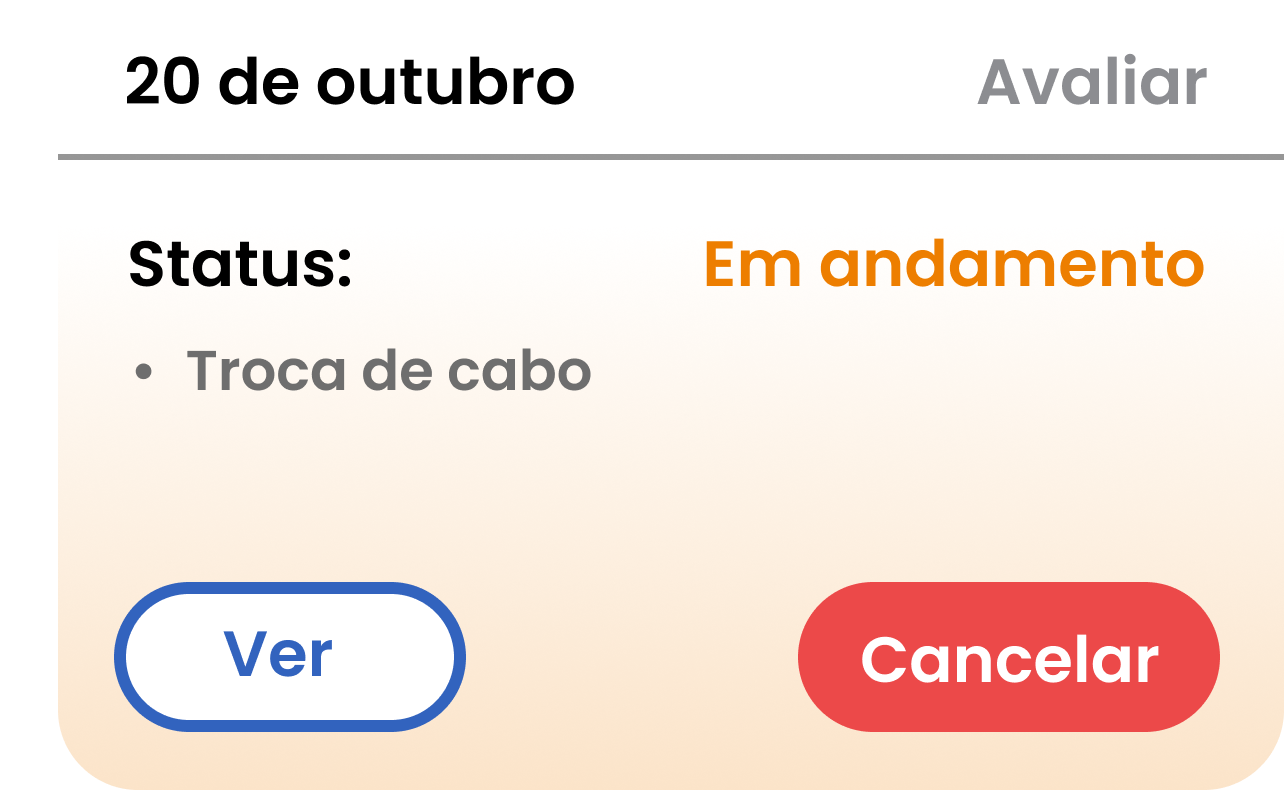 20 de outubro Avaliar
Status: Em andamento
• Troca de cabo
Ver Cancelar